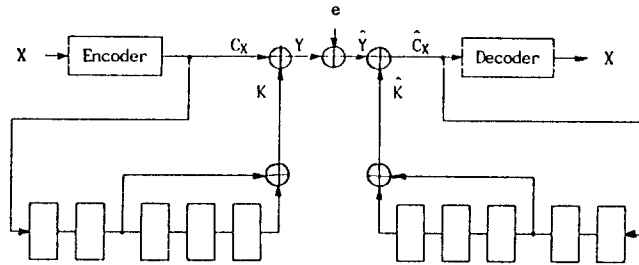 e
X Encoder C_X Y Ŷ Ĉ_X Decoder X
K K̂